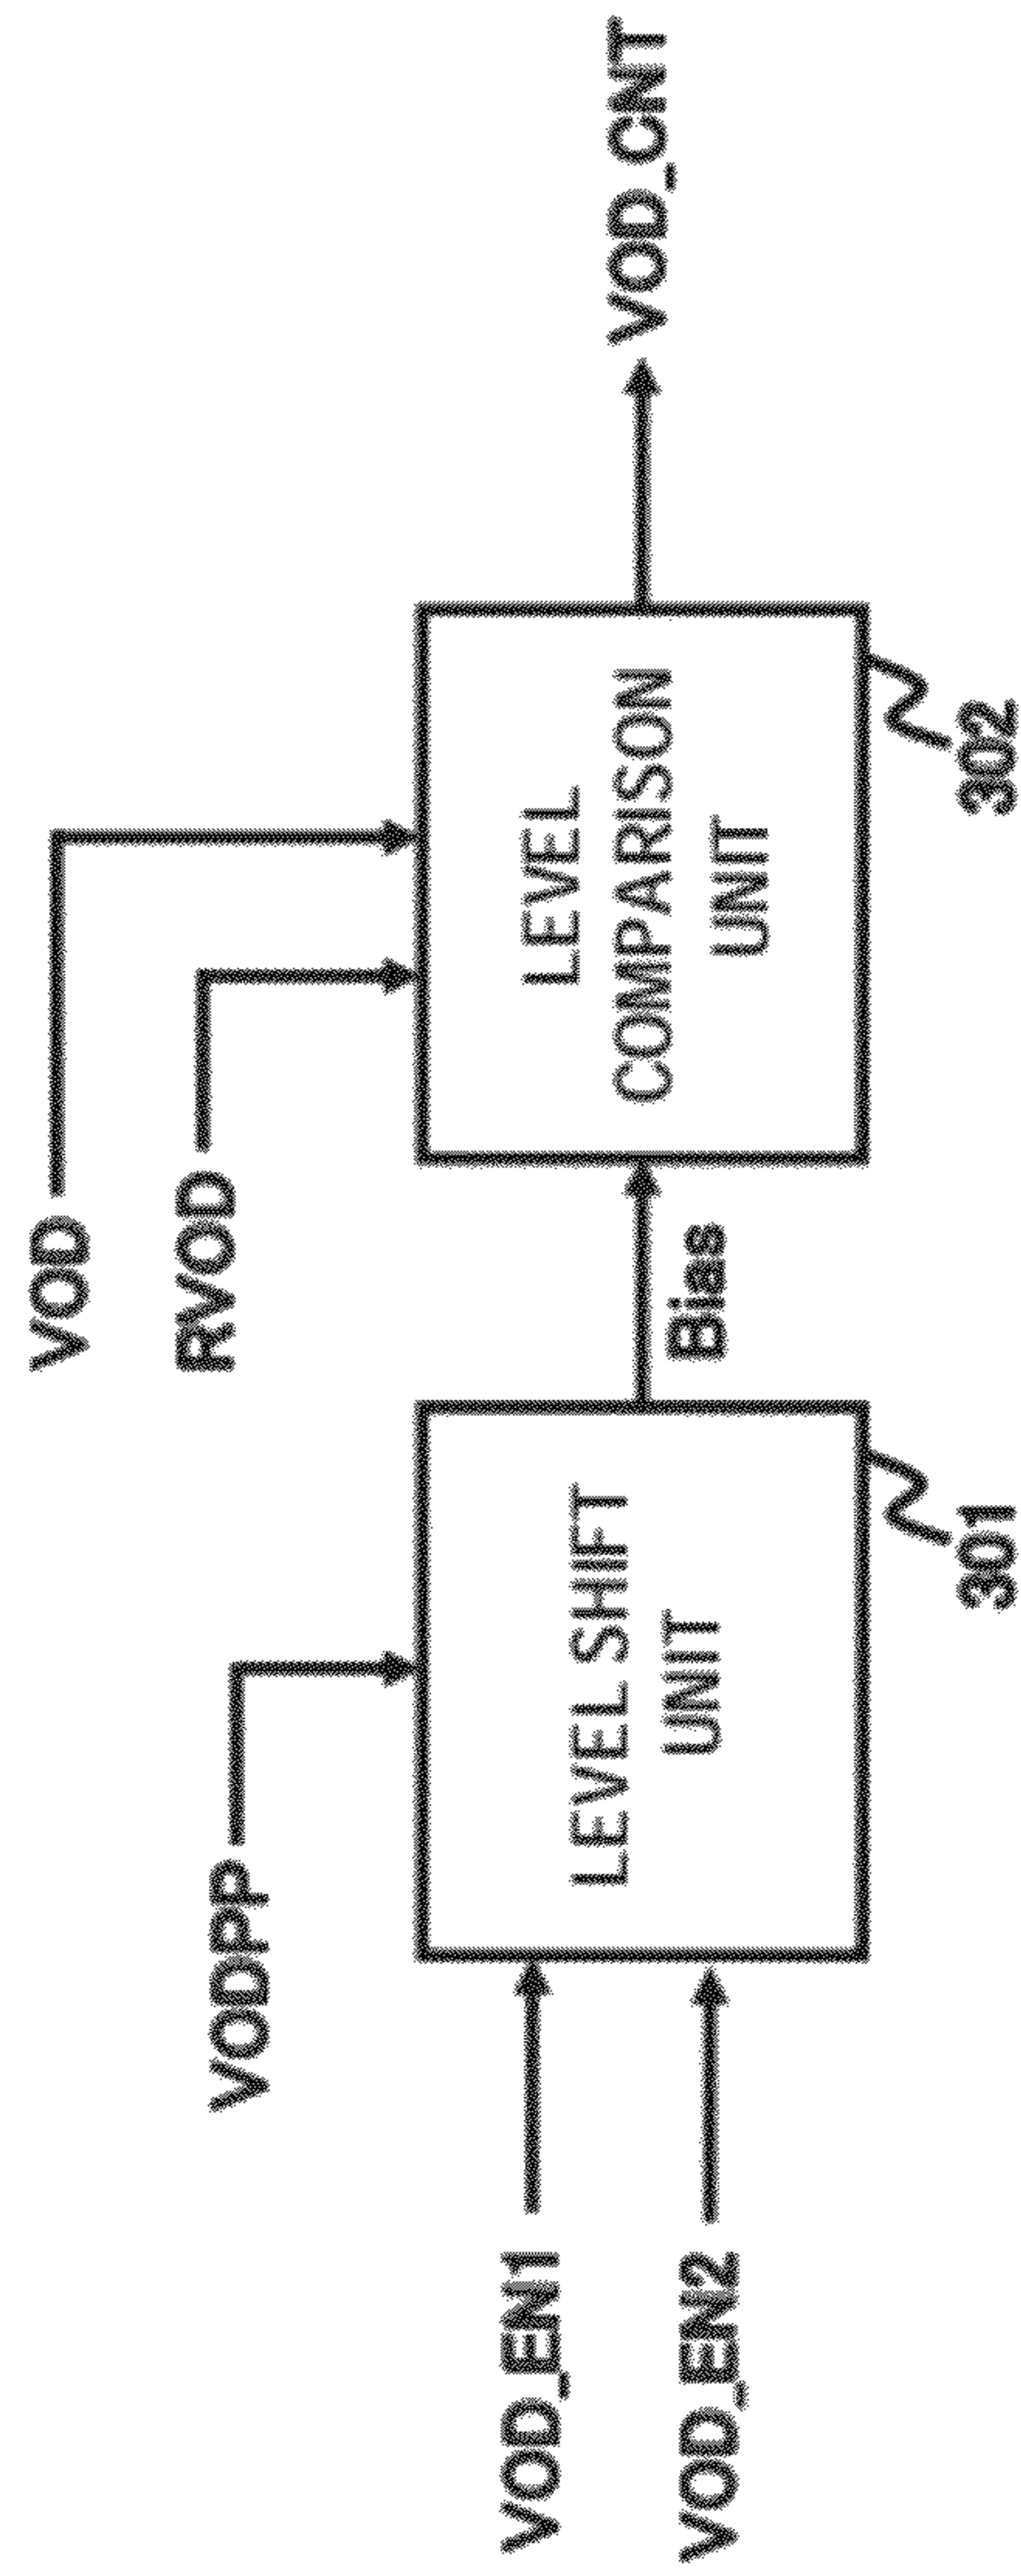 VOD
RVOD
VODPP
VOD_EN1
VOD_EN2
LEVEL SHIFT
UNIT
301
Bias
LEVEL
COMPARISON
UNIT
302
VOD_CNT